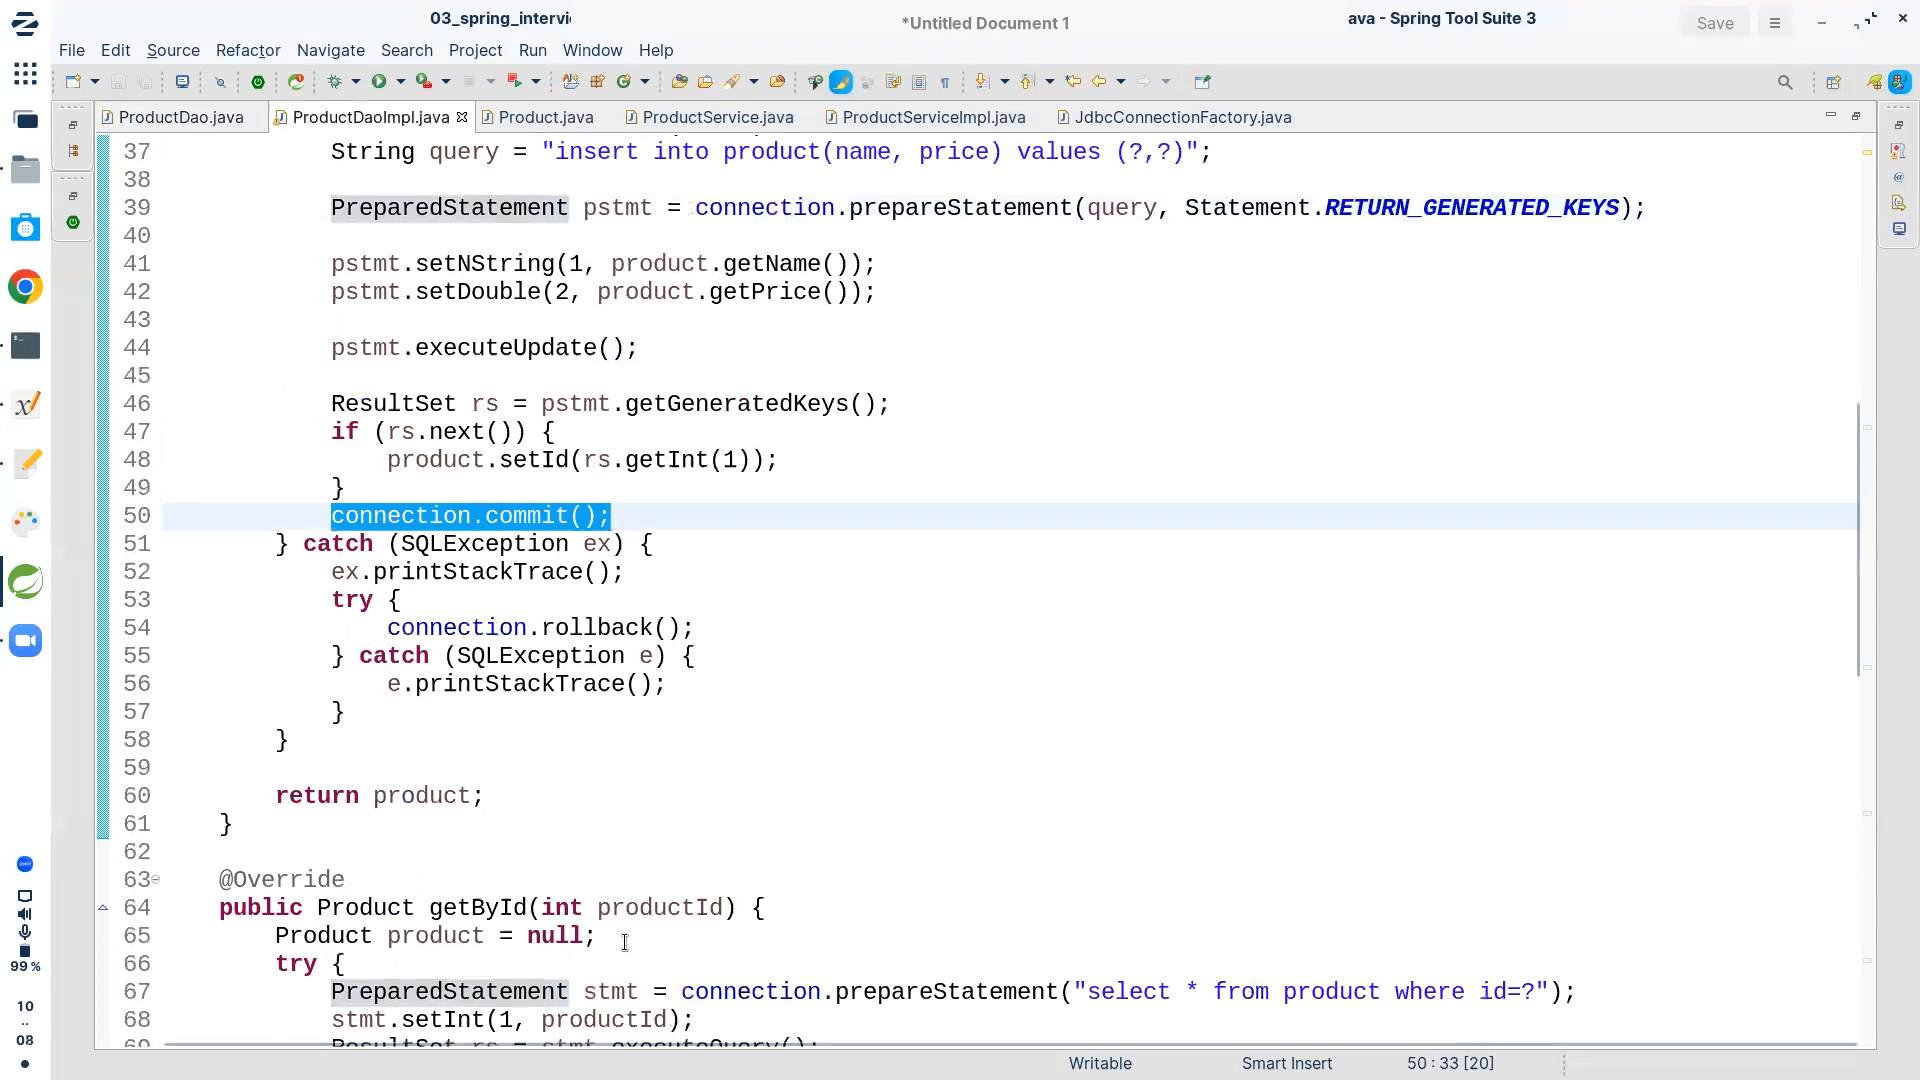 03_spring_intervi
*Untitled Document 1
ava - Spring Tool Suite 3
Save
File Edit Source Refactor Navigate Search Project Run Window Help
ProductDao.java ProductDaoImpl.java Product.java ProductService.java ProductServiceImpl.java JdbcConnectionFactory.java
37 String query = "insert into product(name, price) values (?,?)";
38
39 PreparedStatement pstmt = connection.prepareStatement(query, Statement.RETURN_GENERATED_KEYS);
40
41 pstmt.setNString(1, product.getName());
42 pstmt.setDouble(2, product.getPrice());
43
44 pstmt.executeUpdate();
45
46 ResultSet rs = pstmt.getGeneratedKeys();
47 if (rs.next()) {
48 product.setId(rs.getInt(1));
49 }
50 connection.commit();
51 } catch (SQLException ex) {
52 ex.printStackTrace();
53 try {
54 connection.rollback();
55 } catch (SQLException e) {
56 e.printStackTrace();
57 }
58 }
59
60 return product;
61 }
62
63 @Override
64 public Product getById(int productId) {
65 Product product = null;
66 try {
67 PreparedStatement stmt = connection.prepareStatement("select * from product where id=?");
68 stmt.setInt(1, productId);
69 ResultSet rs = stmt.executeQuery();
99 %
10
..
08
Writable Smart Insert 50 : 33 [20]